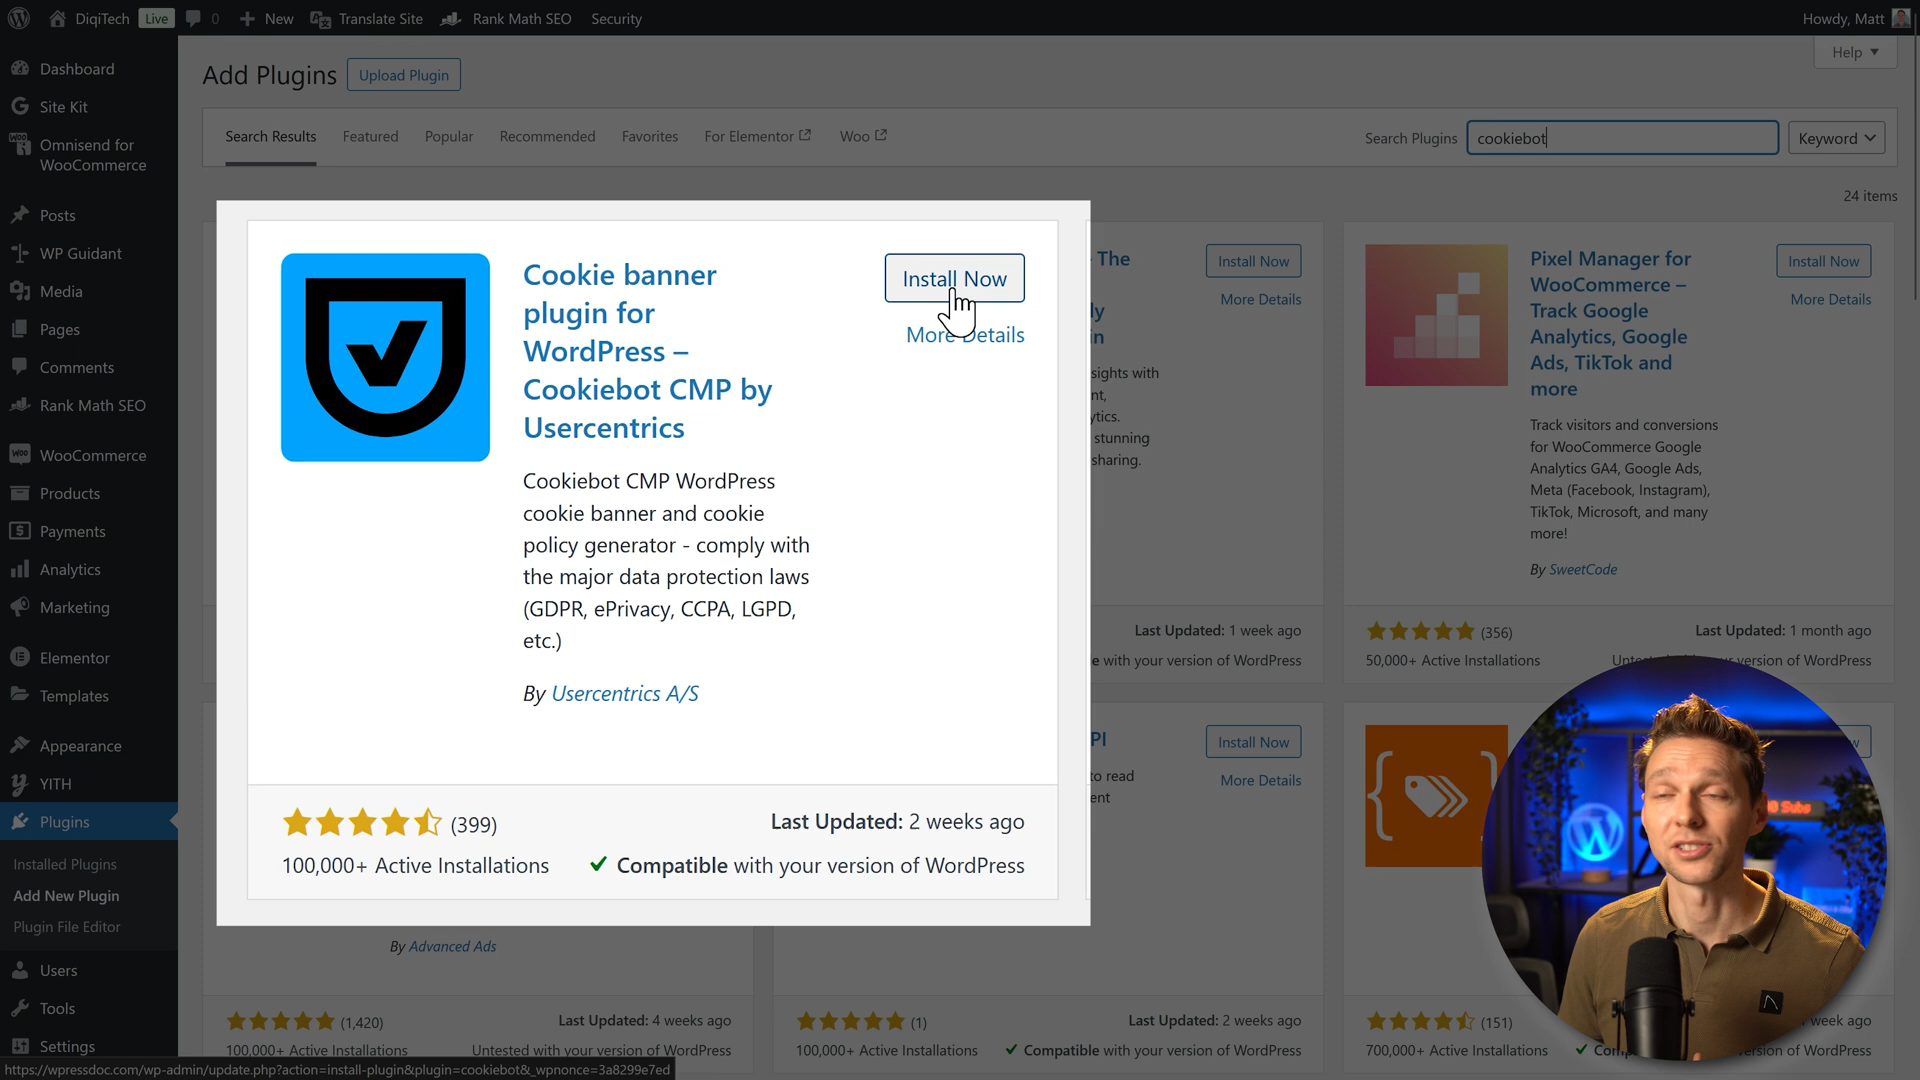 DiqiTech Live 0 New Translate Site Rank Math SEO Security Howdy, Matt
Help
Add Plugins Upload Plugin
Search Results Featured Popular Recommended Favorites For Elementor Woo Search Plugins cookiebot Keyword
24 items
Dashboard
Site Kit
WOO Omnisend for
WooCommerce
Posts
WP Guidant
Media
Pages
Comments
Rank Math SEO
WOO WooCommerce
Products
Payments
Analytics
Marketing
Elementor
Templates
Appearance
YITH
Plugins
Installed Plugins
Add New Plugin
Plugin File Editor
Users
Tools
Settings
Cookie banner
plugin for
WordPress –
Cookiebot CMP by
Usercentrics
Install Now
More Details
Cookiebot CMP WordPress
cookie banner and cookie
policy generator - comply with
the major data protection laws
(GDPR, ePrivacy, CCPA, LGPD,
etc.)
By Usercentrics A/S
(399)
Last Updated: 2 weeks ago
100,000+ Active Installations
Compatible with your version of WordPress
The
ly
in
Install Now
More Details
sights with
nt,
ytics.
stunning
sharing.
Last Updated: 1 week ago
e with your version of WordPress
Pixel Manager for
WooCommerce –
Track Google
Analytics, Google
Ads, TikTok and
more
Install Now
More Details
Track visitors and conversions
for WooCommerce Google
Analytics GA4, Google Ads,
Meta (Facebook, Instagram),
TikTok, Microsoft, and many
more!
By SweetCode
(356)
Last Updated: 1 month ago
50,000+ Active Installations
version of WordPress
By Advanced Ads
(1,420)
Last Updated: 4 weeks ago
100,000+ Active Installations
Untested with your version of WordPress
PI
Install Now
More Details
to read
ent
(1)
Last Updated: 2 weeks ago
100,000+ Active Installations
Compatible with your version of WordPress
Subs
(151)
week ago
700,000+ Active Installations
version of WordPress
https://wpressdoc.com/wp-admin/update.php?action=install-plugin&plugin=cookiebot&_wpnonce=3a8299e7ed